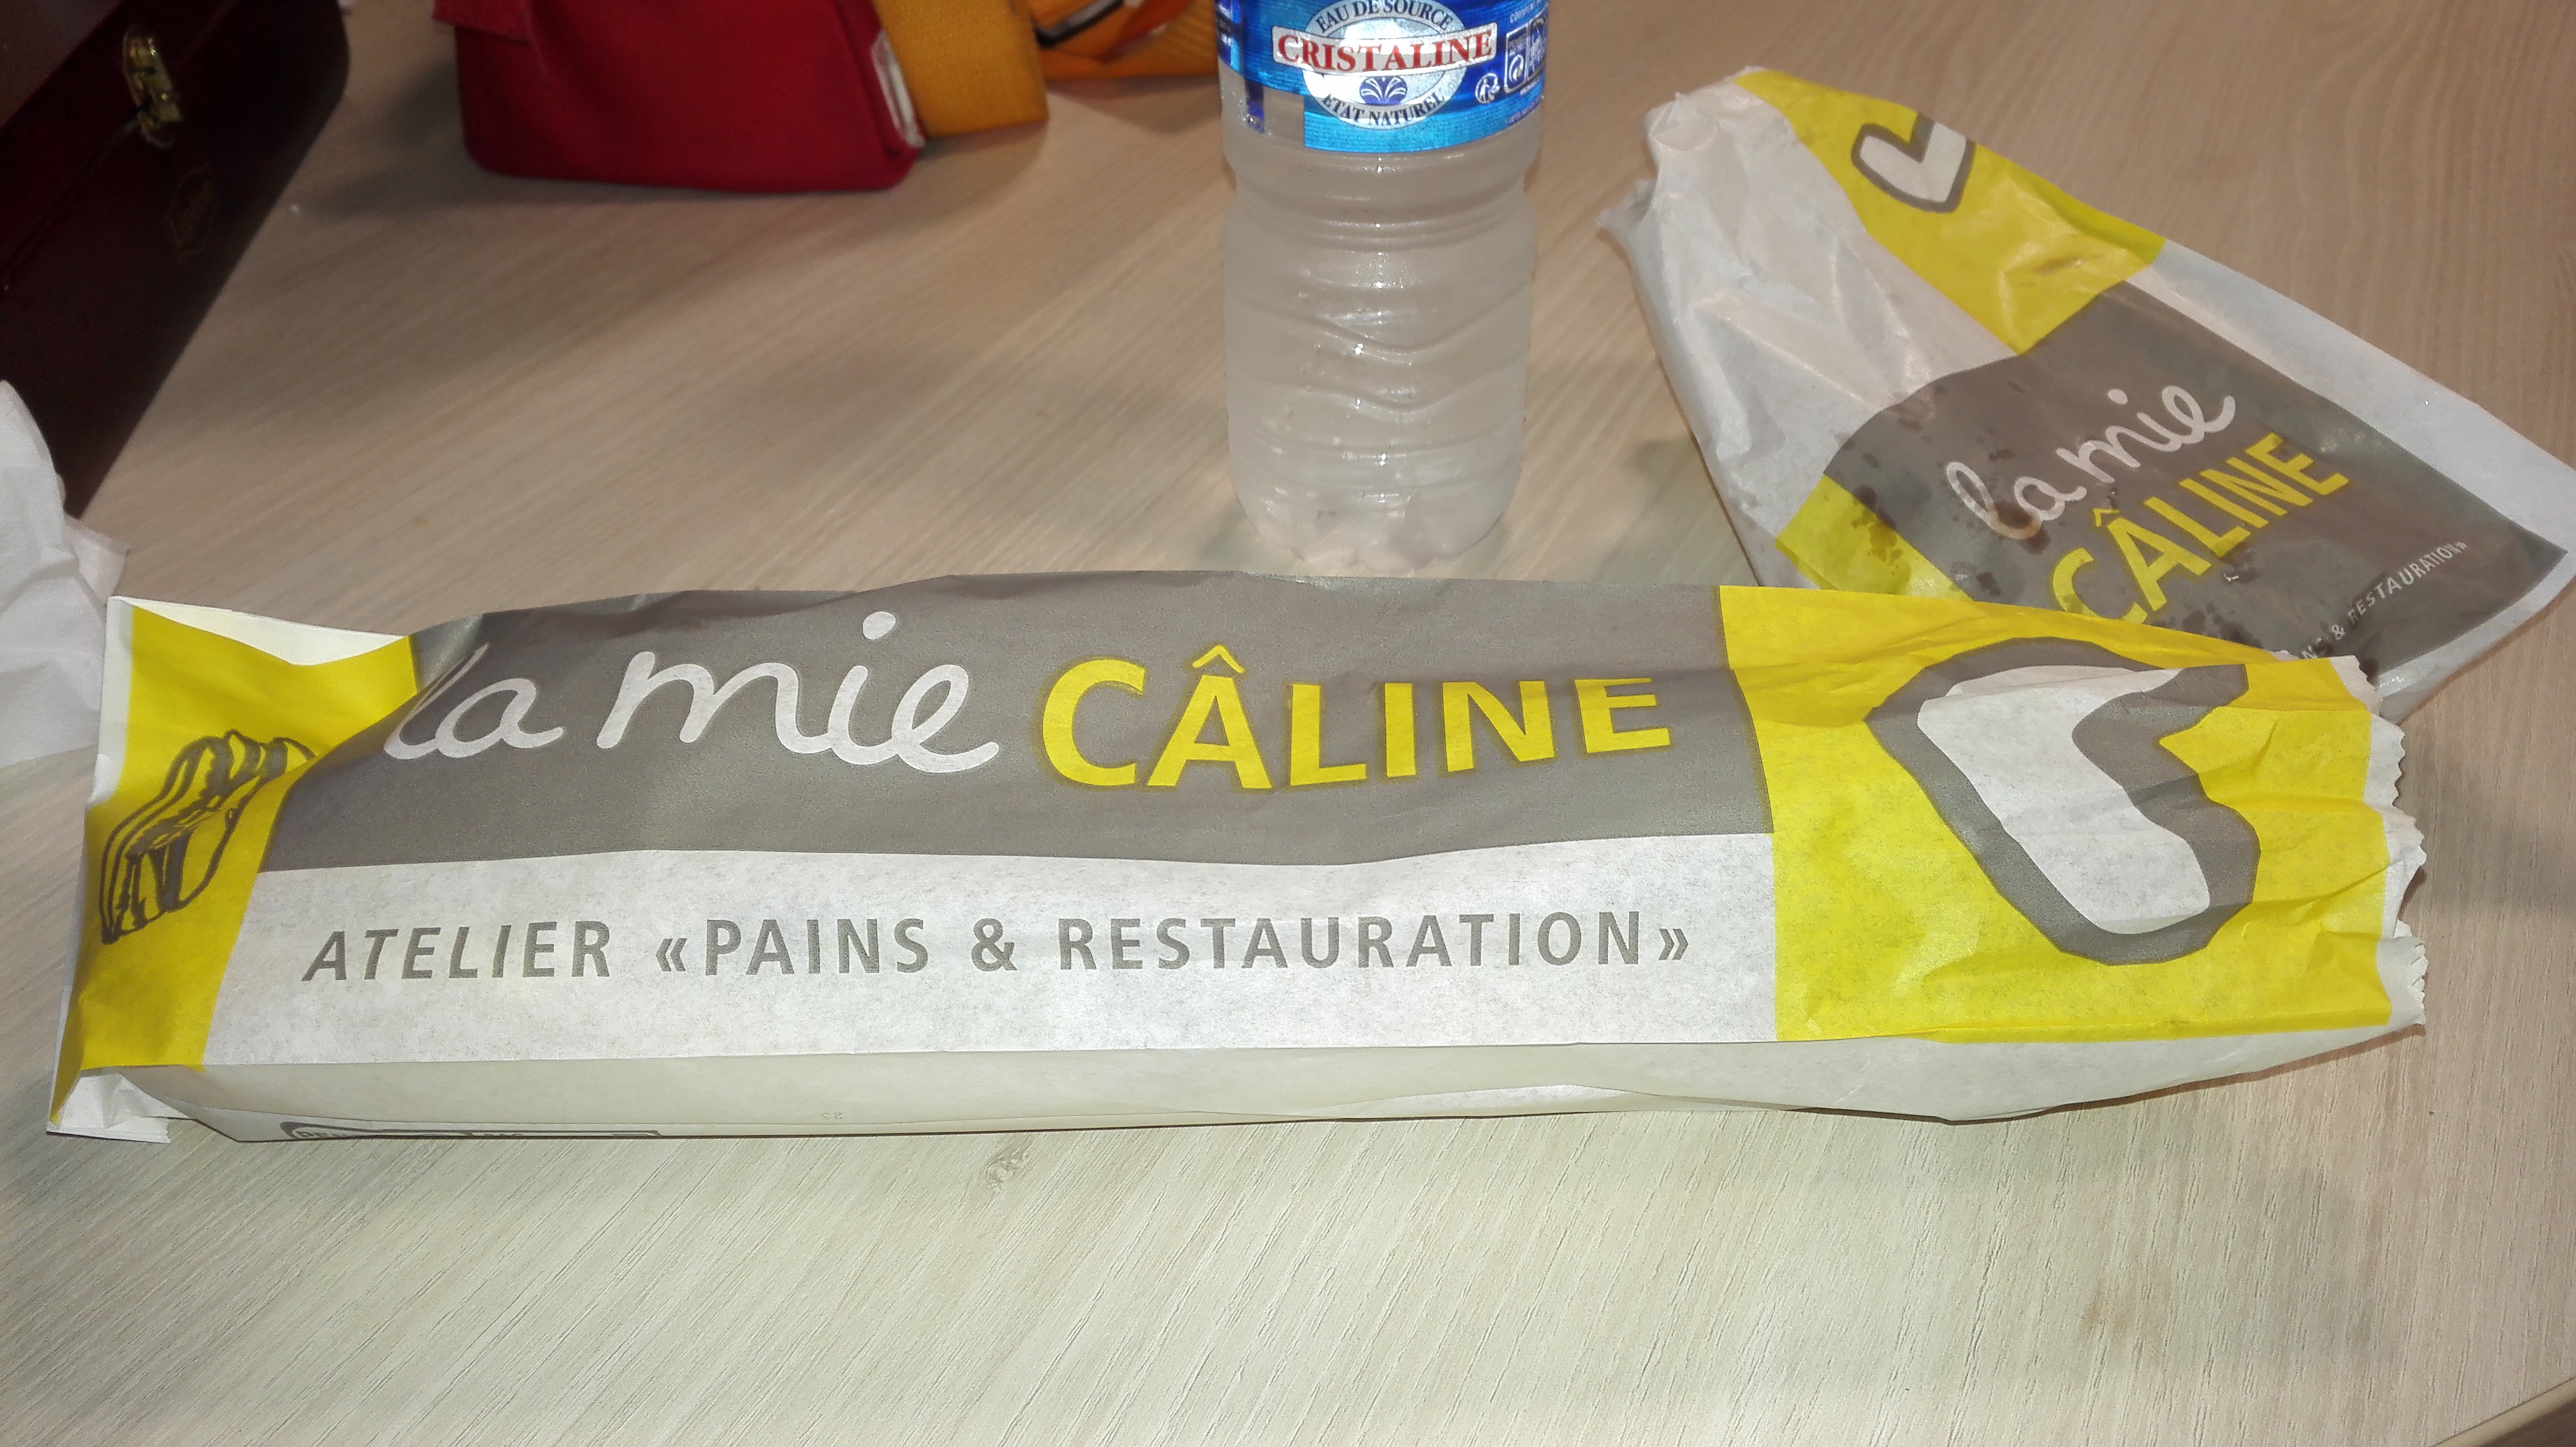 EAU DE SOURCE
CRISTALINE
ETAT NATUREL
la mie
CÂLINE
& RESTAURATION»
la mie CÂLINE
ATELIER «PAINS & RESTAURATION»